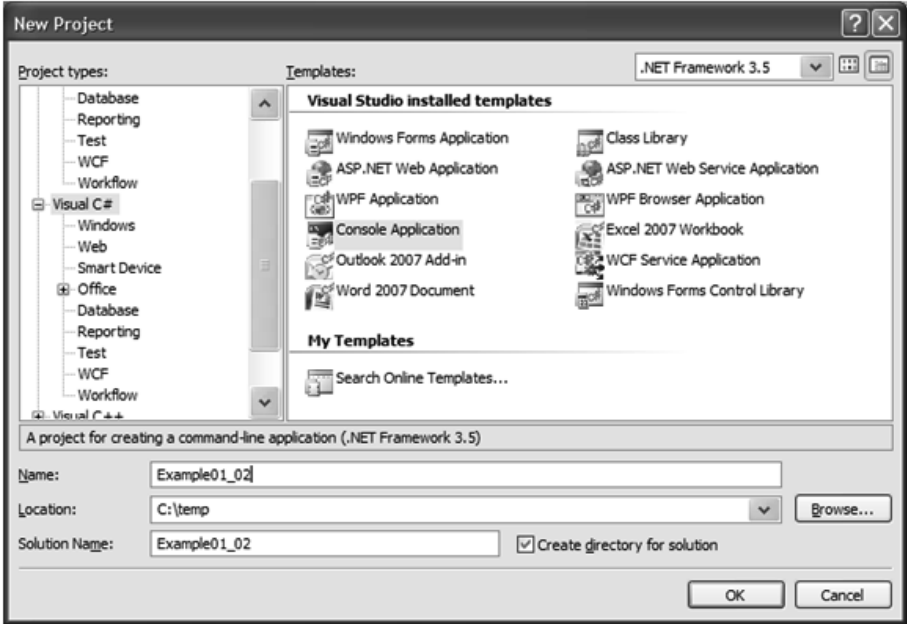 New Project
Project types:
Templates:
.NET Framework 3.5
Database
Reporting
Test
WCF
Workflow
Visual C#
Windows
Web
Smart Device
Office
Database
Reporting
Test
WCF
Workflow
Visual C++
Visual Studio installed templates
Windows Forms Application
Class Library
ASP.NET Web Application
ASP.NET Web Service Application
WPF Application
WPF Browser Application
Console Application
Excel 2007 Workbook
Outlook 2007 Add-in
WCF Service Application
Word 2007 Document
Windows Forms Control Library
My Templates
Search Online Templates...
A project for creating a command-line application (.NET Framework 3.5)
Name:
Example01_02
Location:
C:\temp
Browse...
Solution Name:
Example01_02
Create directory for solution
OK
Cancel